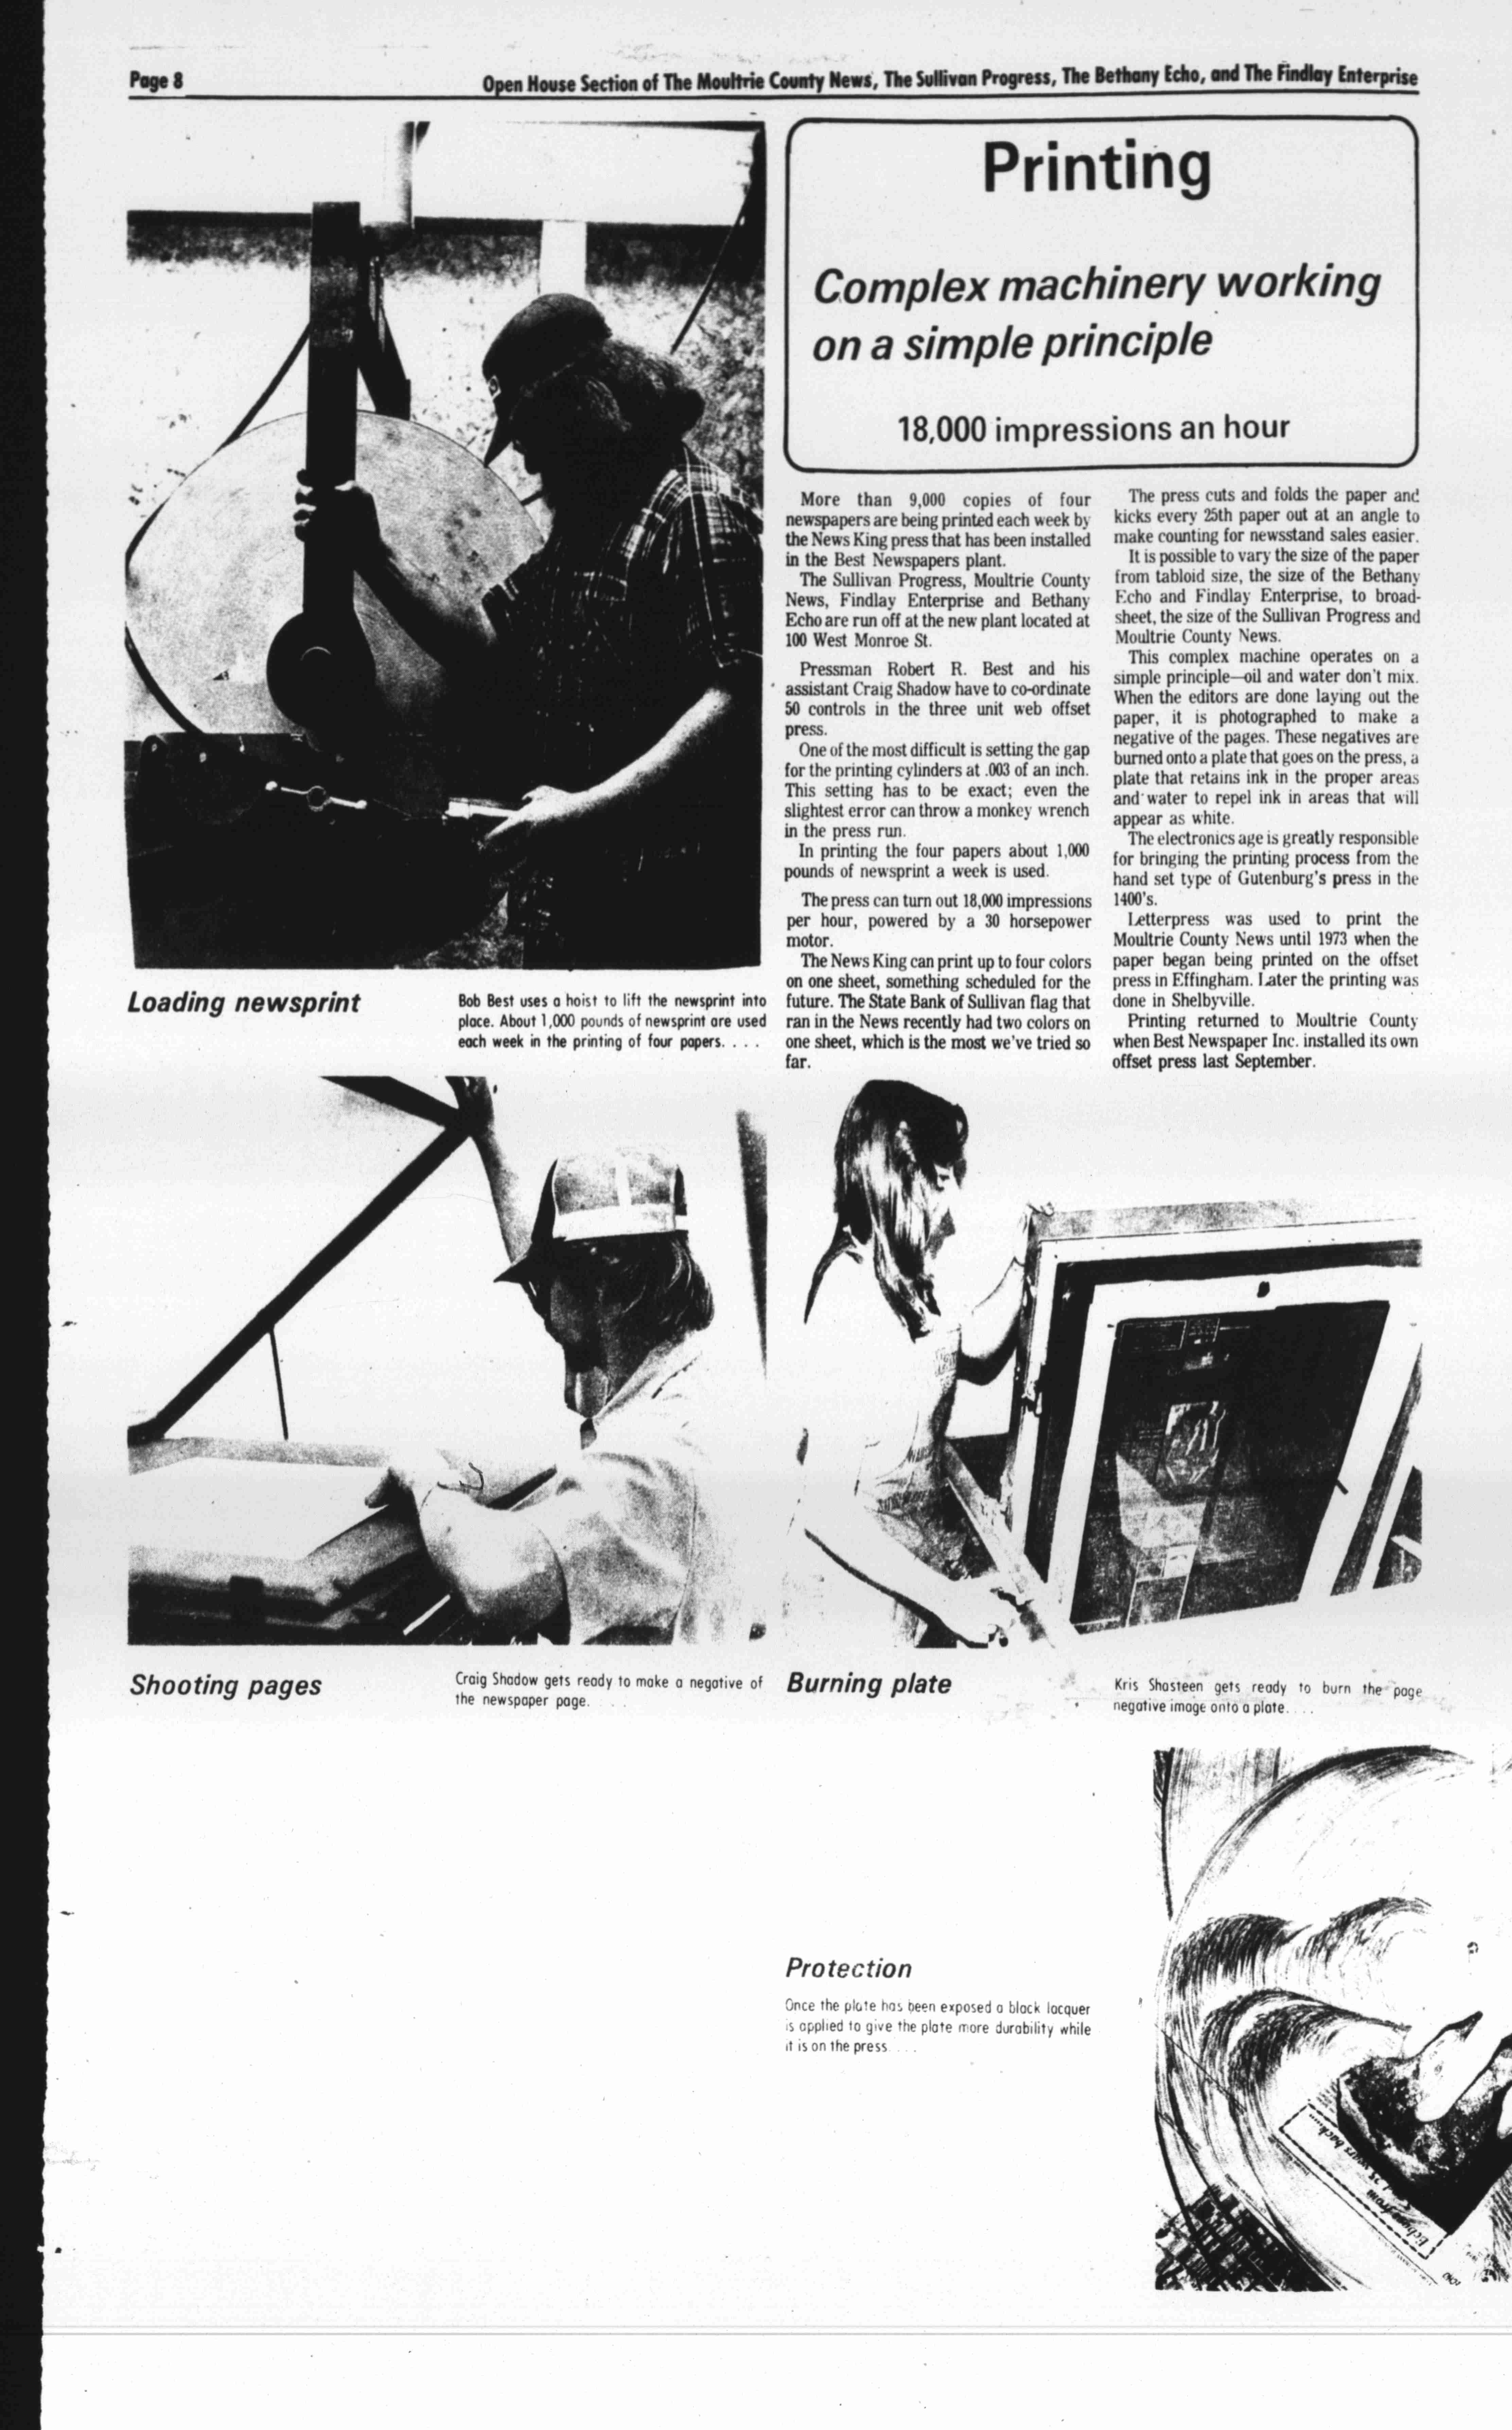 Page 8
Open House Section of The Moultrie County News, The Sullivan Progress, The Bethany Echo, and The Findlay Enterprise
Printing
Complex machinery working
on a simple principle
18,000 impressions an hour
More than 9,000 copies of four
newspapers are being printed each week by
the News King press that has been installed
in the Best Newspapers plant.
The Sullivan Progress, Moultrie County
News, Findlay Enterprise and Bethany
Echo are run off at the new plant located at
100 West Monroe St.
Pressman Robert R. Best and his
assistant Craig Shadow have to co-ordinate
50 controls in the three unit web offset
press.
One of the most difficult is setting the gap
for the printing cylinders at .003 of an inch.
This setting has to be exact; even the
slightest error can throw a monkey wrench
in the press run.
In printing the four papers about 1,000
pounds of newsprint a week is used.
The press can turn out 18,000 impressions
per hour, powered by a 30 horsepower
motor.
The News King can print up to four colors
on one sheet, something scheduled for the
future. The State Bank of Sullivan flag that
ran in the News recently had two colors on
one sheet, which is the most we've tried so
far.
The press cuts and folds the paper and
kicks every 25th paper out at an angle to
make counting for newsstand sales easier.
It is possible to vary the size of the paper
from tabloid size, the size of the Bethany
Echo and Findlay Enterprise, to broad-
sheet, the size of the Sullivan Progress and
Moultrie County News.
This complex machine operates on a
simple principle—oil and water don't mix.
When the editors are done laying out the
paper, it is photographed to make a
negative of the pages. These negatives are
burned onto a plate that goes on the press, a
plate that retains ink in the proper areas
and water to repel ink in areas that will
appear as white.
The electronics age is greatly responsible
for bringing the printing process from the
hand set type of Gutenburg's press in the
1400's.
Letterpress was used to print the
Moultrie County News until 1973 when the
paper began being printed on the offset
press in Effingham. Later the printing was
done in Shelbyville.
Printing returned to Moultrie County
when Best Newspaper Inc. installed its own
offset press last September.
Loading newsprint
Bob Best uses a hoist to lift the newsprint into
place. About 1,000 pounds of newsprint are used
each week in the printing of four papers. . . .
Shooting pages
Craig Shadow gets ready to make a negative of
the newspaper page. . . .
Burning plate
Kris Shasteen gets ready to burn the page
negative image onto a plate. . . .
Protection
Once the plate has been exposed a black lacquer
is applied to give the plate more durability while
it is on the press . . . .